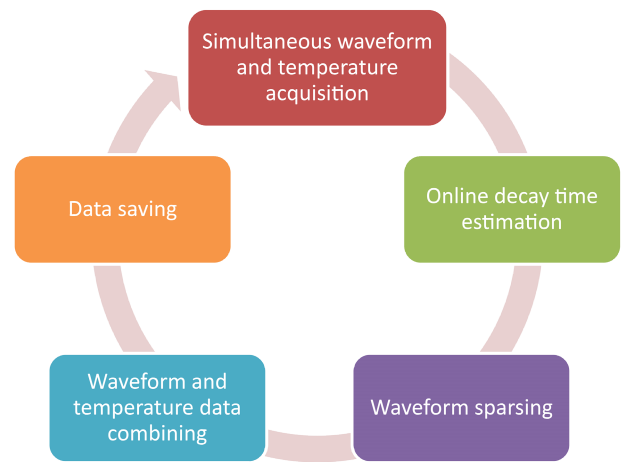 Simultaneous waveform
and temperature
acquisition
Online decay time
estimation
Waveform sparsing
Waveform and
temperature data
combining
Data saving